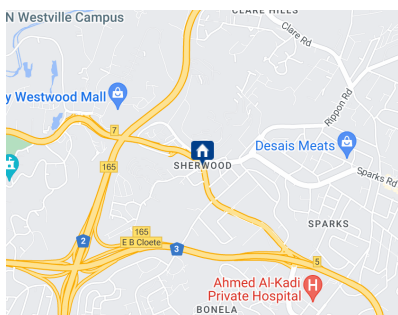 CLARE HILLS
N Westville Campus
Clare Rd
y Westwood Mall
Rippon Rd
7
Desais Meats
165
SHERWOOD
Sparks Rd
SPARKS
165
2
E B Cloete
3
5
Ahmed Al-Kadi
Private Hospital
H
BONELA